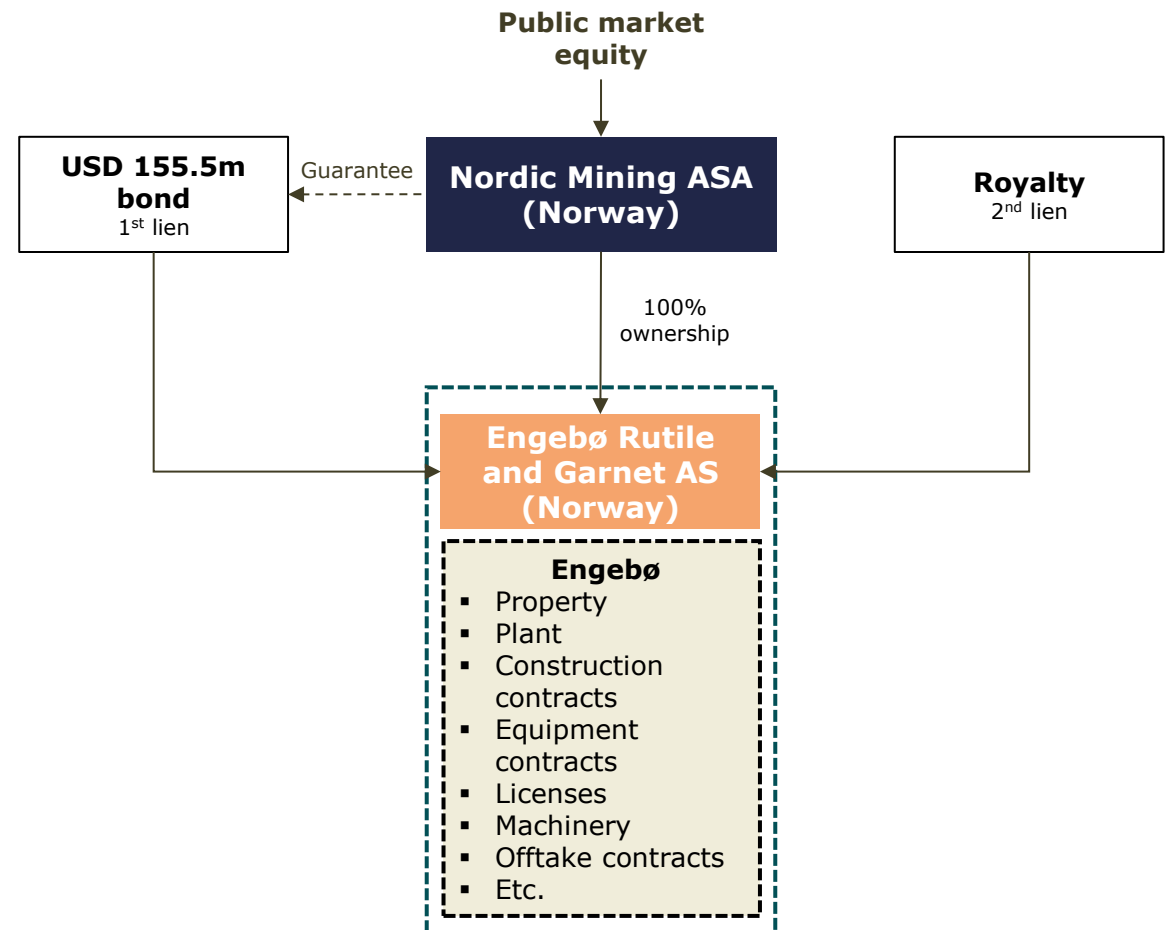 Public market
equity
USD 155.5m
bond
1st lien
Guarantee
Nordic Mining ASA
(Norway)
Royalty
2nd lien
100%
ownership
Engebø Rutile
and Garnet AS
(Norway)
Engebø
▪ Property
▪ Plant
▪ Construction
contracts
▪ Equipment
contracts
▪ Licenses
▪ Machinery
▪ Offtake contracts
▪ Etc.